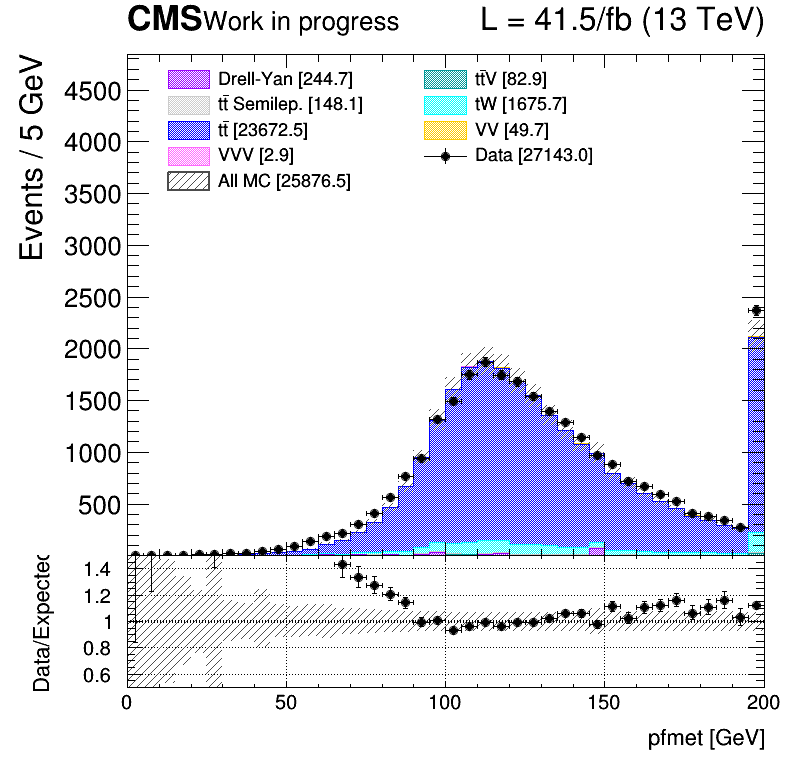 CMS Work in progress L = 41.5/fb (13 TeV)
Events / 5 GeV
4500
4000
3500
3000
2500
2000
1500
1000
500
Drell-Yan [244.7]
tt̄ Semilep. [148.1]
tt̄ [23672.5]
VVV [2.9]
All MC [25876.5]
tt̄V [82.9]
tW [1675.7]
VV [49.7]
Data [27143.0]
Data/Expected
1.4
1.2
1
0.8
0.6
0 50 100 150 200
pfmet [GeV]